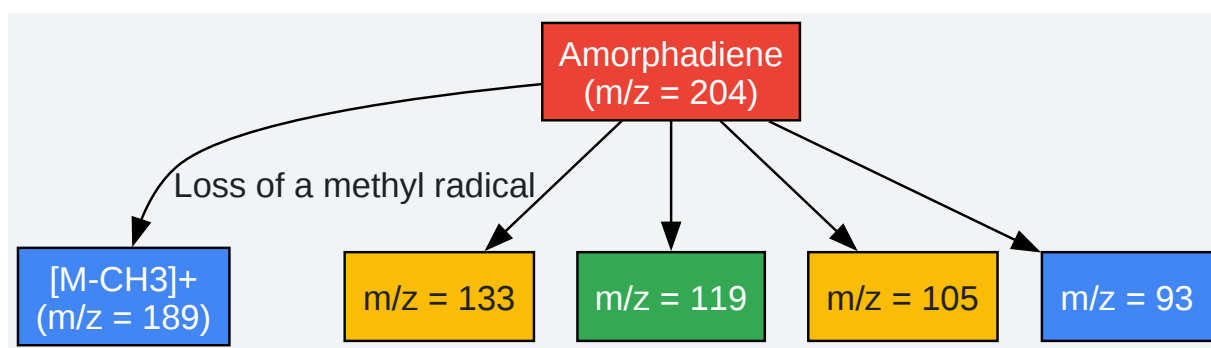 Amorphadiene
(m/z = 204)
Loss of a methyl radical
[M-CH3]+
(m/z = 189)
m/z = 133
m/z = 119
m/z = 105
m/z = 93